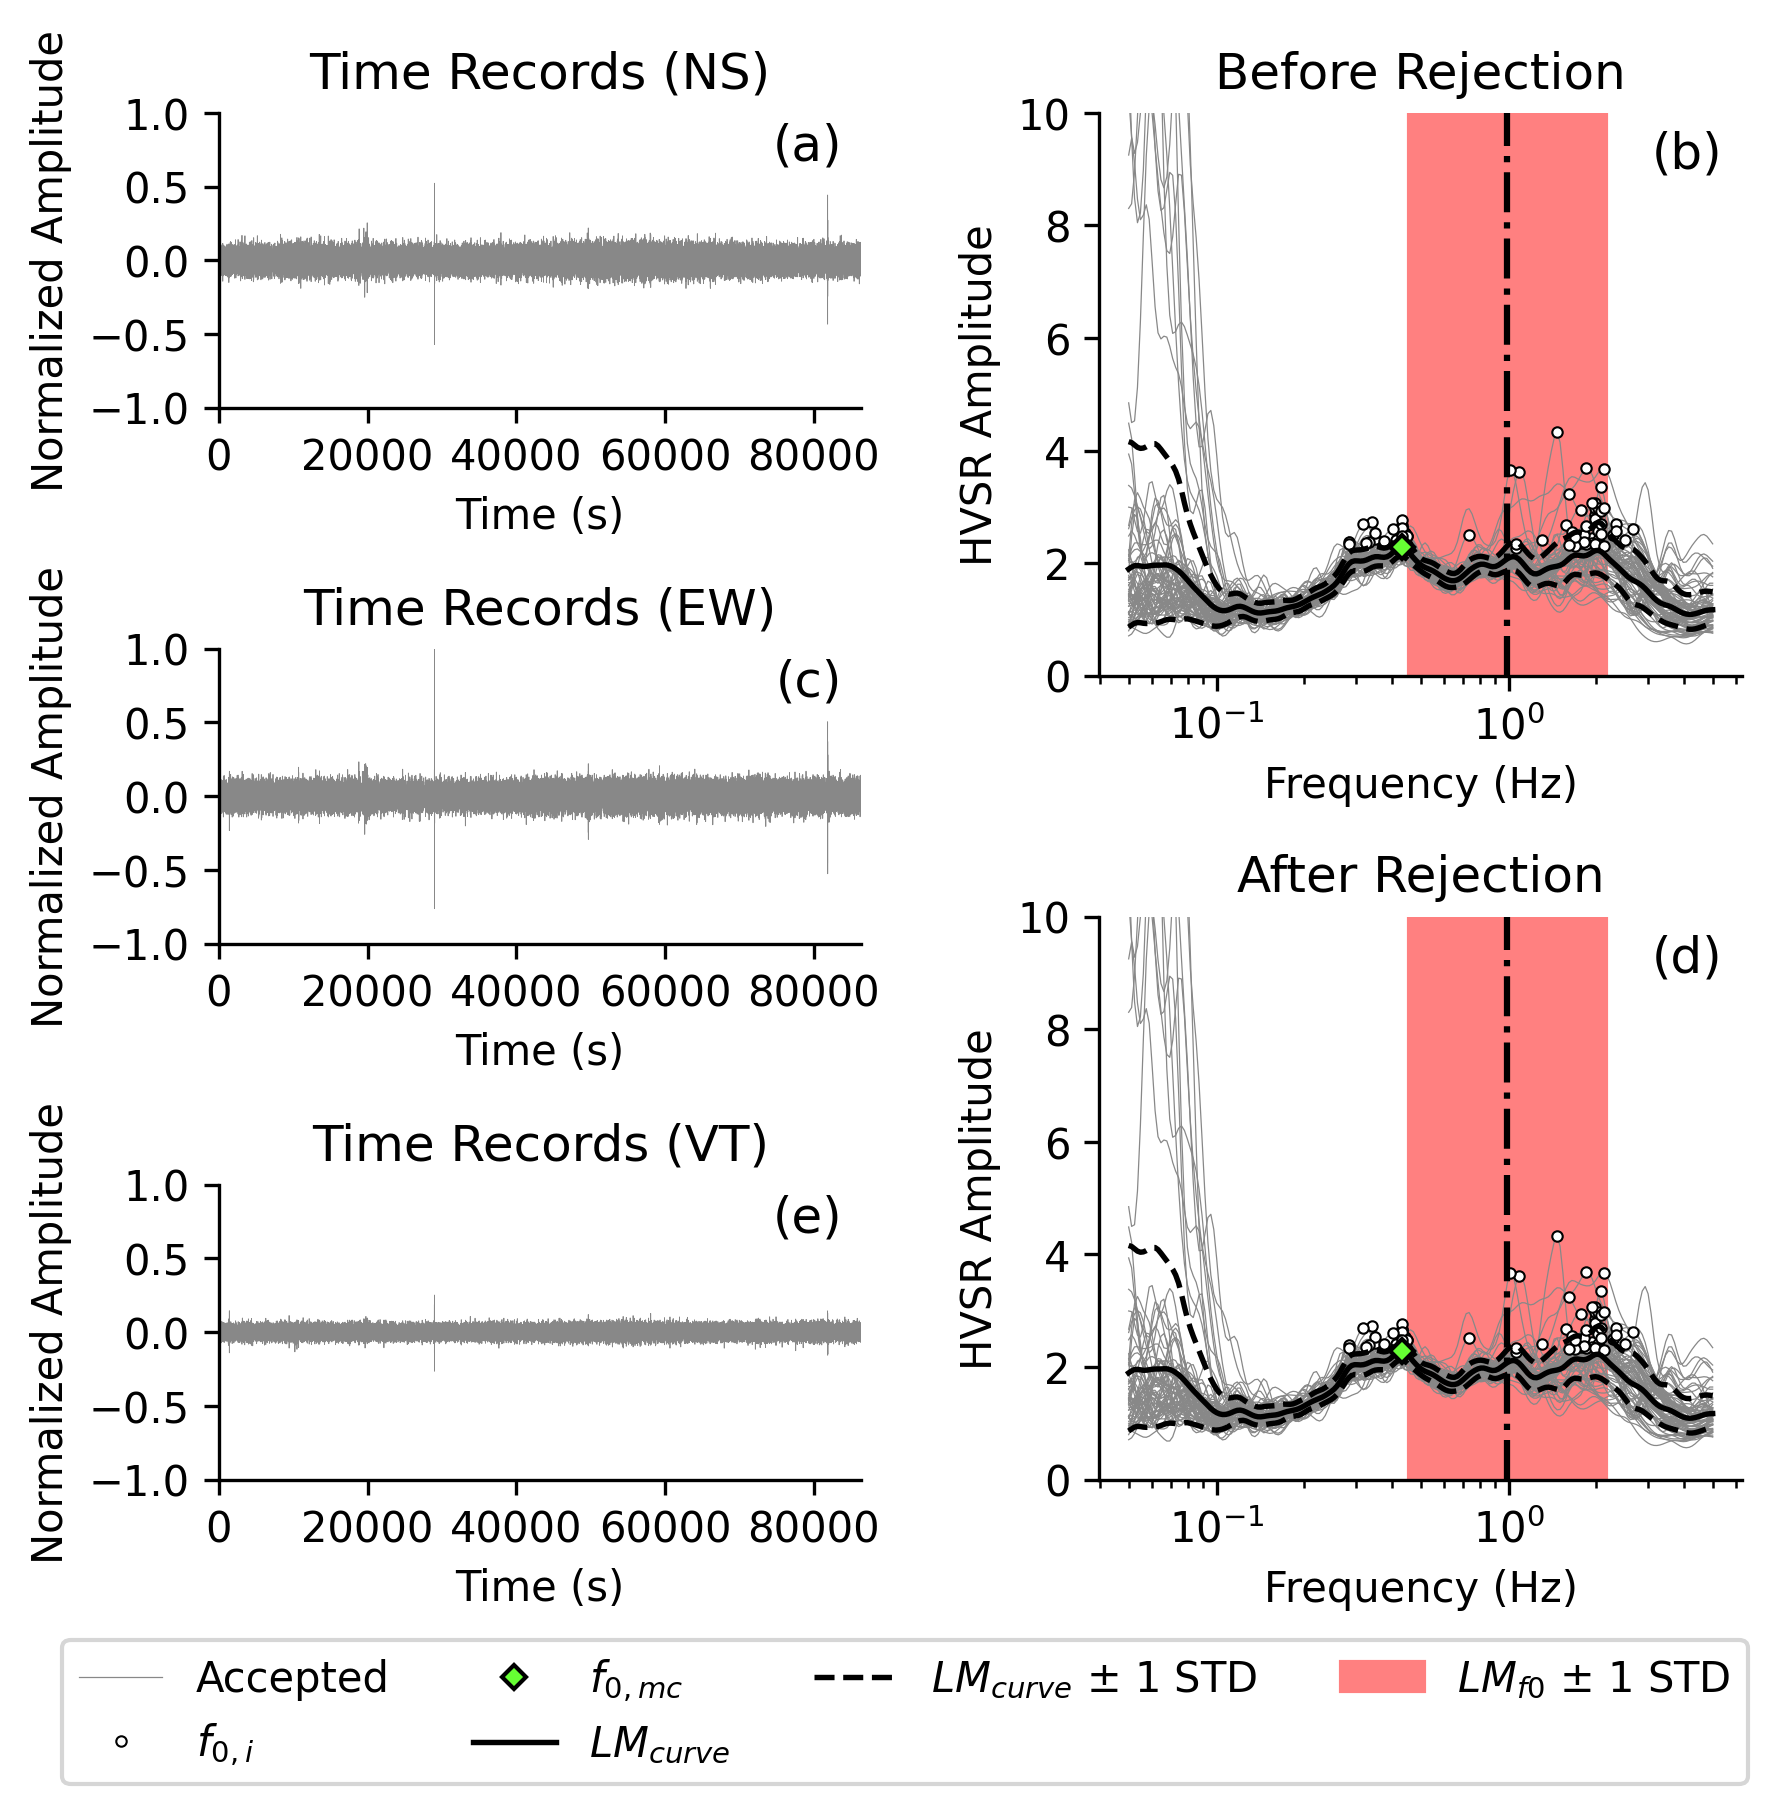 Time Records (NS)
(a)
Normalized Amplitude
1.0
0.5
0.0
−0.5
−1.0
0 20000 40000 60000 80000
Time (s)
Before Rejection
(b)
HVSR Amplitude
10
8
6
4
2
0
10⁻¹ 10⁰
Frequency (Hz)
Time Records (EW)
(c)
Normalized Amplitude
1.0
0.5
0.0
−0.5
−1.0
0 20000 40000 60000 80000
Time (s)
After Rejection
(d)
HVSR Amplitude
10
8
6
4
2
0
10⁻¹ 10⁰
Frequency (Hz)
Time Records (VT)
(e)
Normalized Amplitude
1.0
0.5
0.0
−0.5
−1.0
0 20000 40000 60000 80000
Time (s)
Accepted f0,mc LMcurve ± 1 STD LMf0 ± 1 STD
f0,i LMcurve